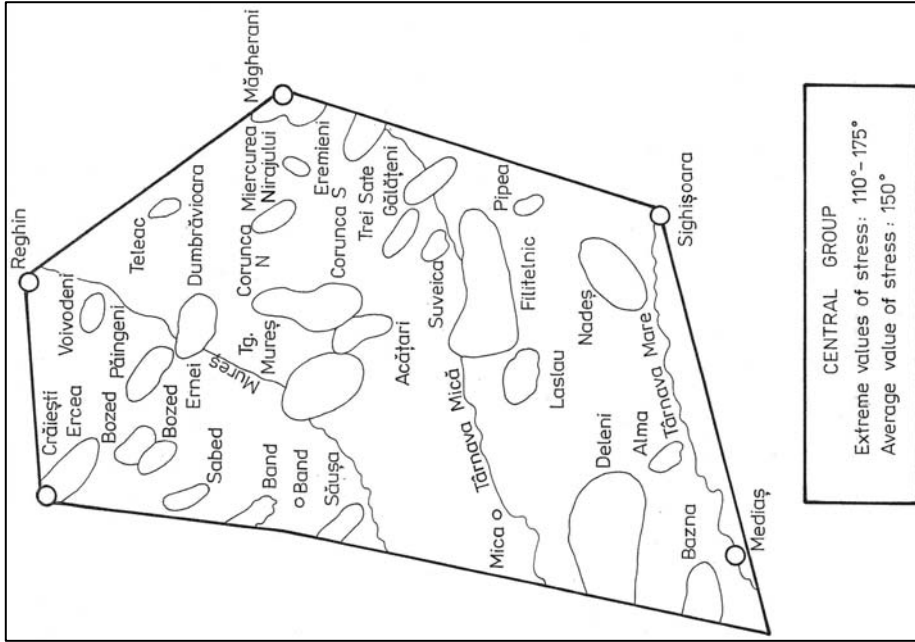 Reghin
Măgherani
Crăiești
Ercea
Voivodeni
Teleac
Bozed
Păingeni
Dumbrăvioara
Bozed
Ernei
Miercurea
Nirajului
Sabed
Mureș
Tg.
Mureș
Corunca
N
Eremieni
Band
Band
Corunca S
Săușa
Trei Sate
Gălățeni
Acățari
Suveica
Pipea
Târnava Mică
Filitelnic
Mica
Laslau
Nadeș
Sighișoara
Deleni
Alma
Târnava Mare
Bazna
Mediaș
CENTRAL GROUP
Extreme values of stress: 110°-175°
Average value of stress: 150°